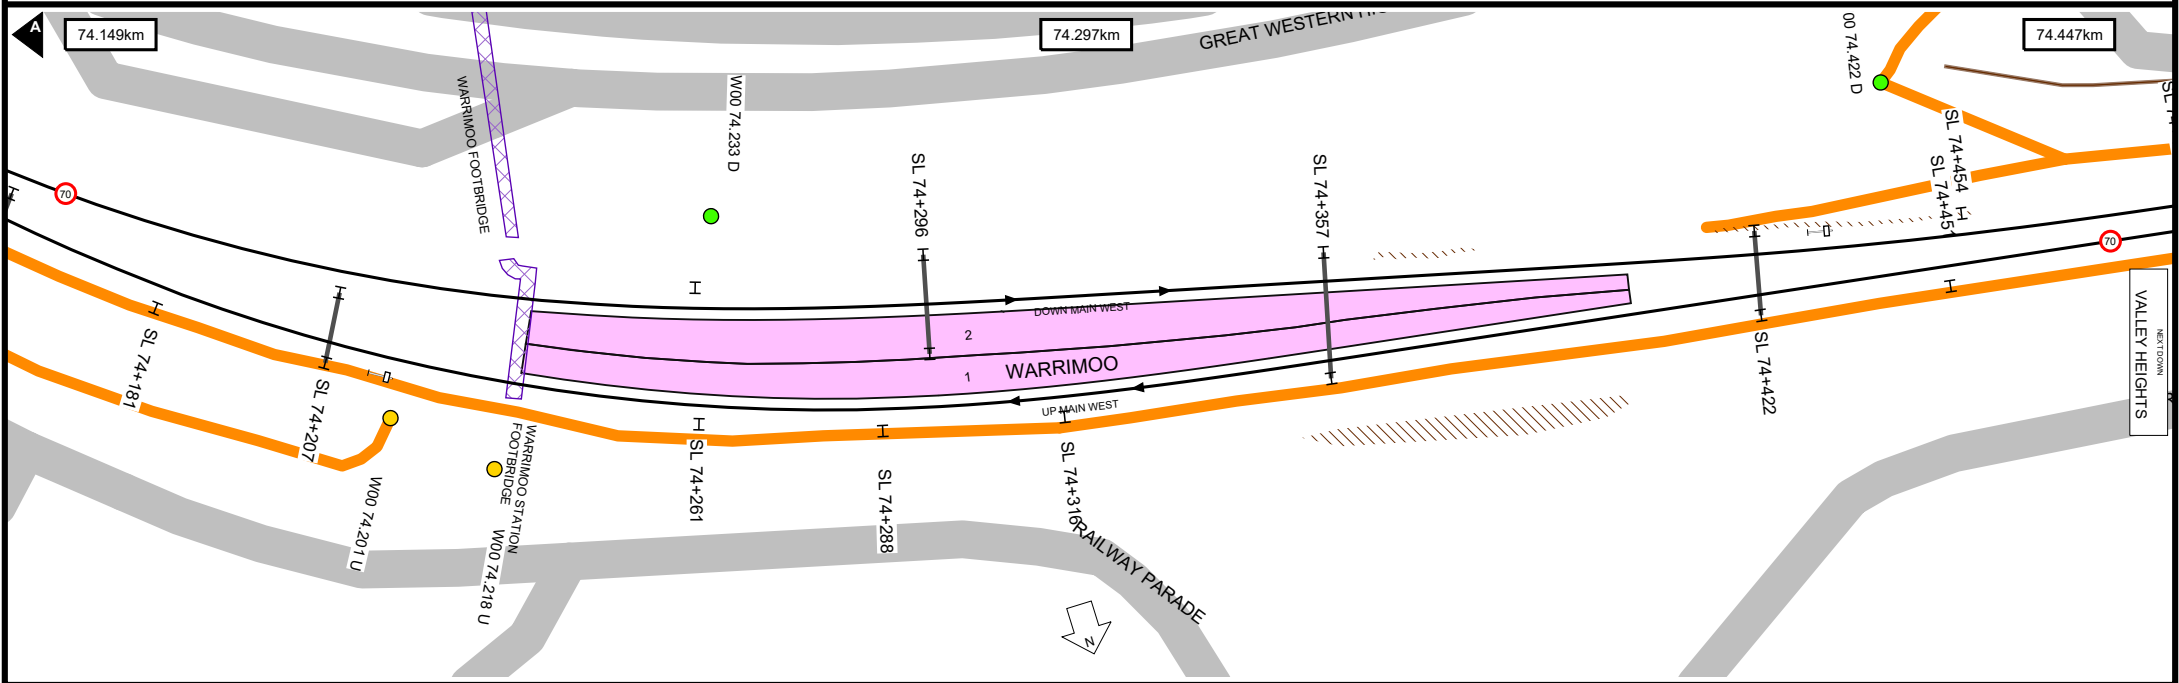 A
74.149km
74.297km
74.447km
GREAT WESTERN
WARRIMOO FOOTBRIDGE
W00 74.233 D
00 74.422 D
SL 74+296
SL 74+357
SL 74+454
SL 74+45
70
70
DOWN MAIN WEST
2
1
WARRIMOO
UP MAIN WEST
SL 74+181
SL 74+207
WARRIMOO STATION
FOOTBRIDGE
SL 74+261
SL 74+288
SL 74+316
SL 74+422
W00 74.201 U
W00 74.218 U
RAILWAY PARADE
N
NEXT DOWN
VALLEY HEIGHTS